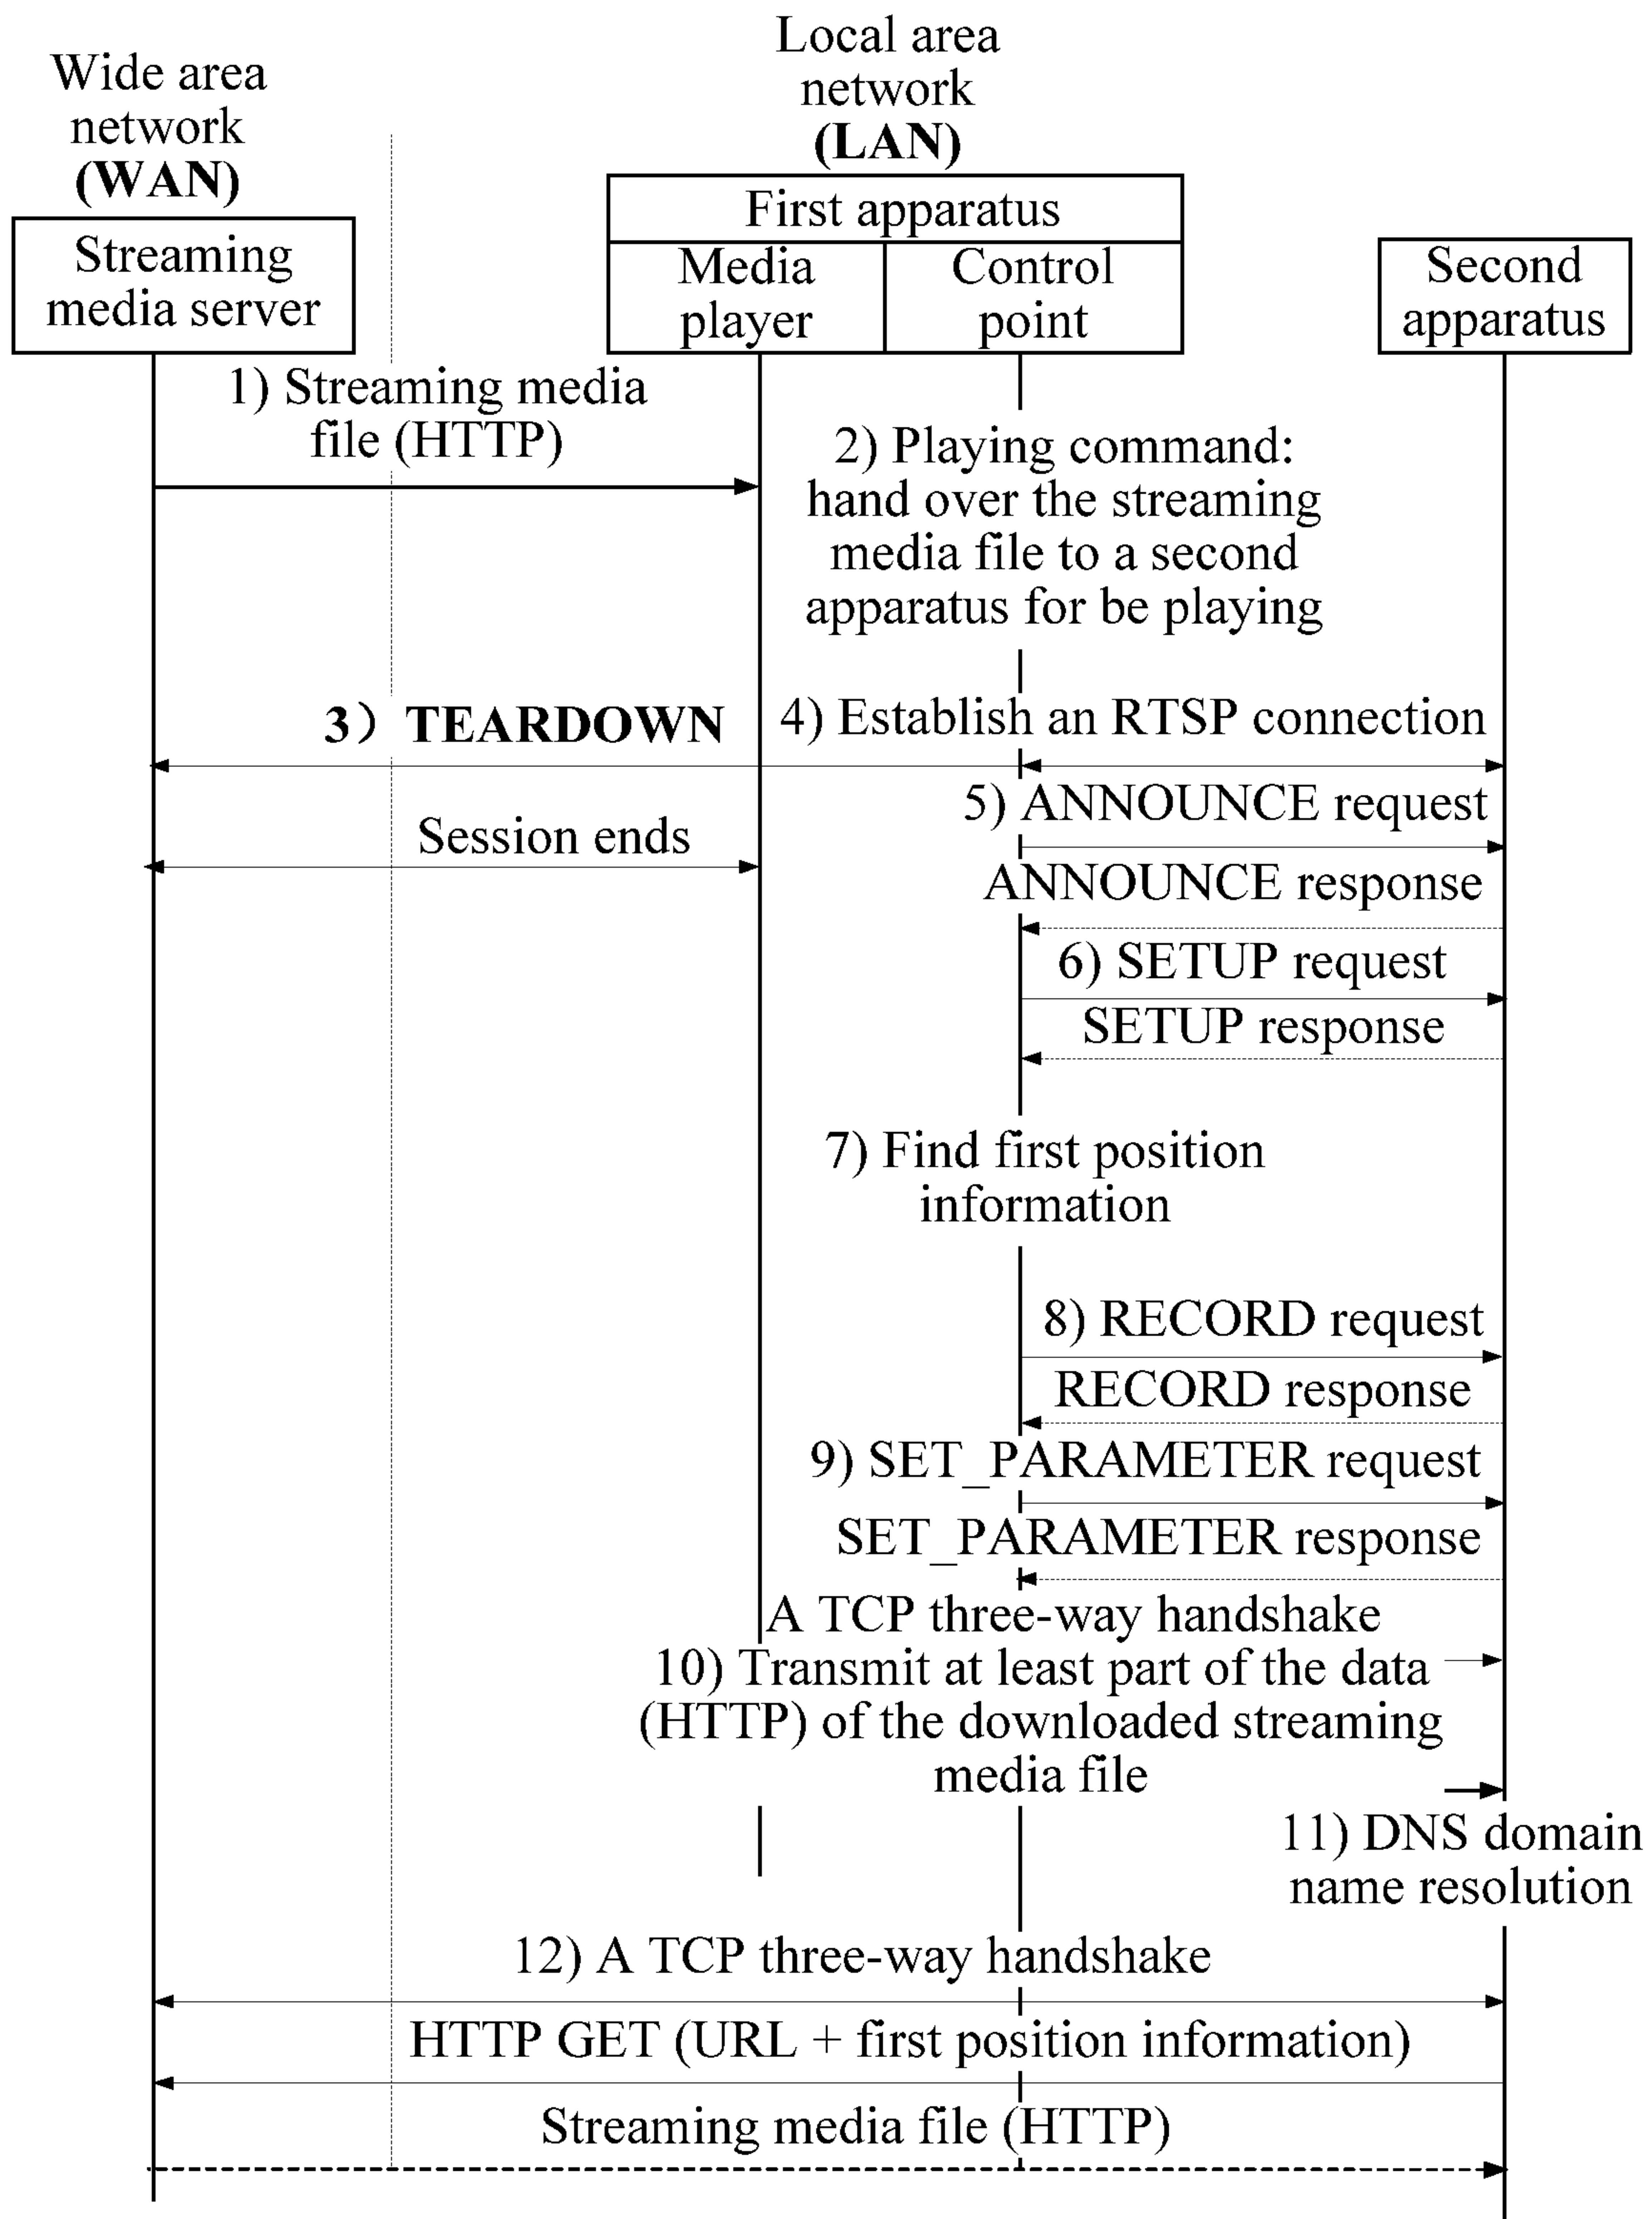 Wide area
network
(WAN)
Local area
network
(LAN)
Streaming
media server
First apparatus
Media
player
Control
point
Second
apparatus
1) Streaming media
file (HTTP)
2) Playing command:
hand over the streaming
media file to a second
apparatus for be playing
3）TEARDOWN
4) Establish an RTSP connection
5) ANNOUNCE request
Session ends
ANNOUNCE response
6) SETUP request
SETUP response
7) Find first position
information
8) RECORD request
RECORD response
9) SET_PARAMETER request
SET_PARAMETER response
A TCP three-way handshake
10) Transmit at least part of the data
(HTTP) of the downloaded streaming
media file
11) DNS domain
name resolution
12) A TCP three-way handshake
HTTP GET (URL + first position information)
Streaming media file (HTTP)